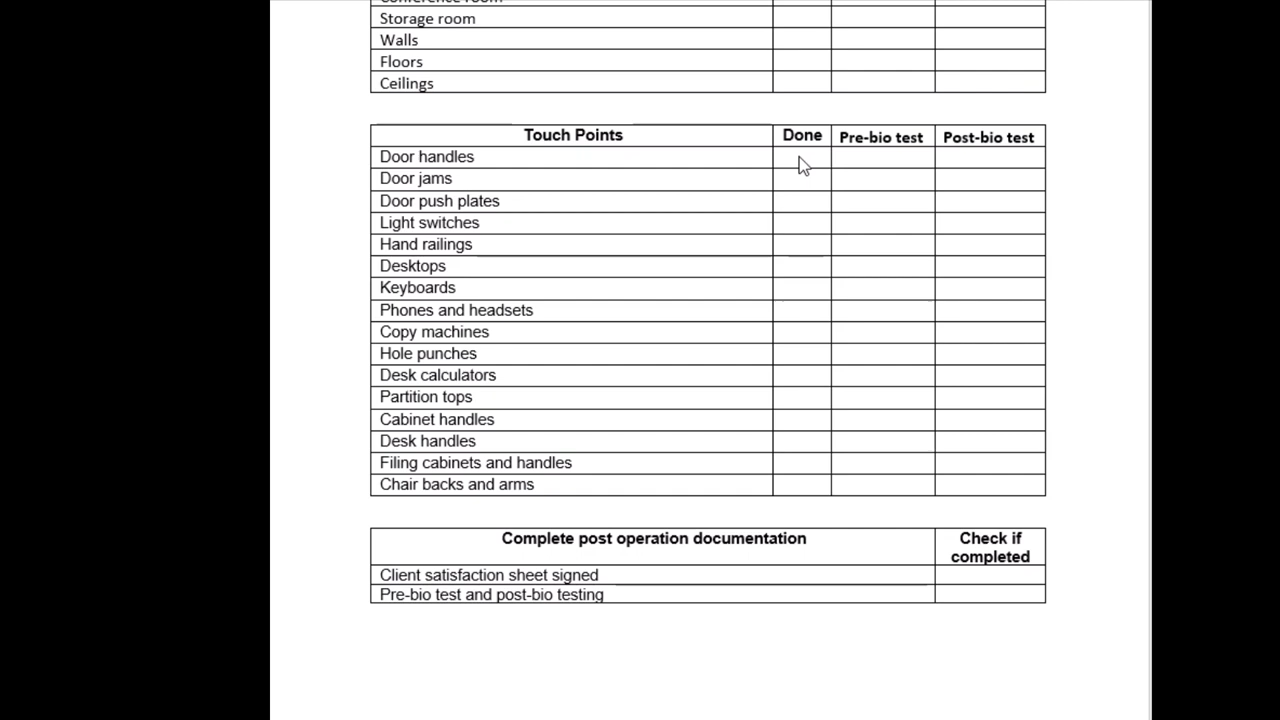 Conference room
Storage room
Walls
Floors
Ceilings
Touch Points Done Pre-bio test Post-bio test
Door handles
Door jams
Door push plates
Light switches
Hand railings
Desktops
Keyboards
Phones and headsets
Copy machines
Hole punches
Desk calculators
Partition tops
Cabinet handles
Desk handles
Filing cabinets and handles
Chair backs and arms
Complete post operation documentation Check if
completed
Client satisfaction sheet signed
Pre-bio test and post-bio testing